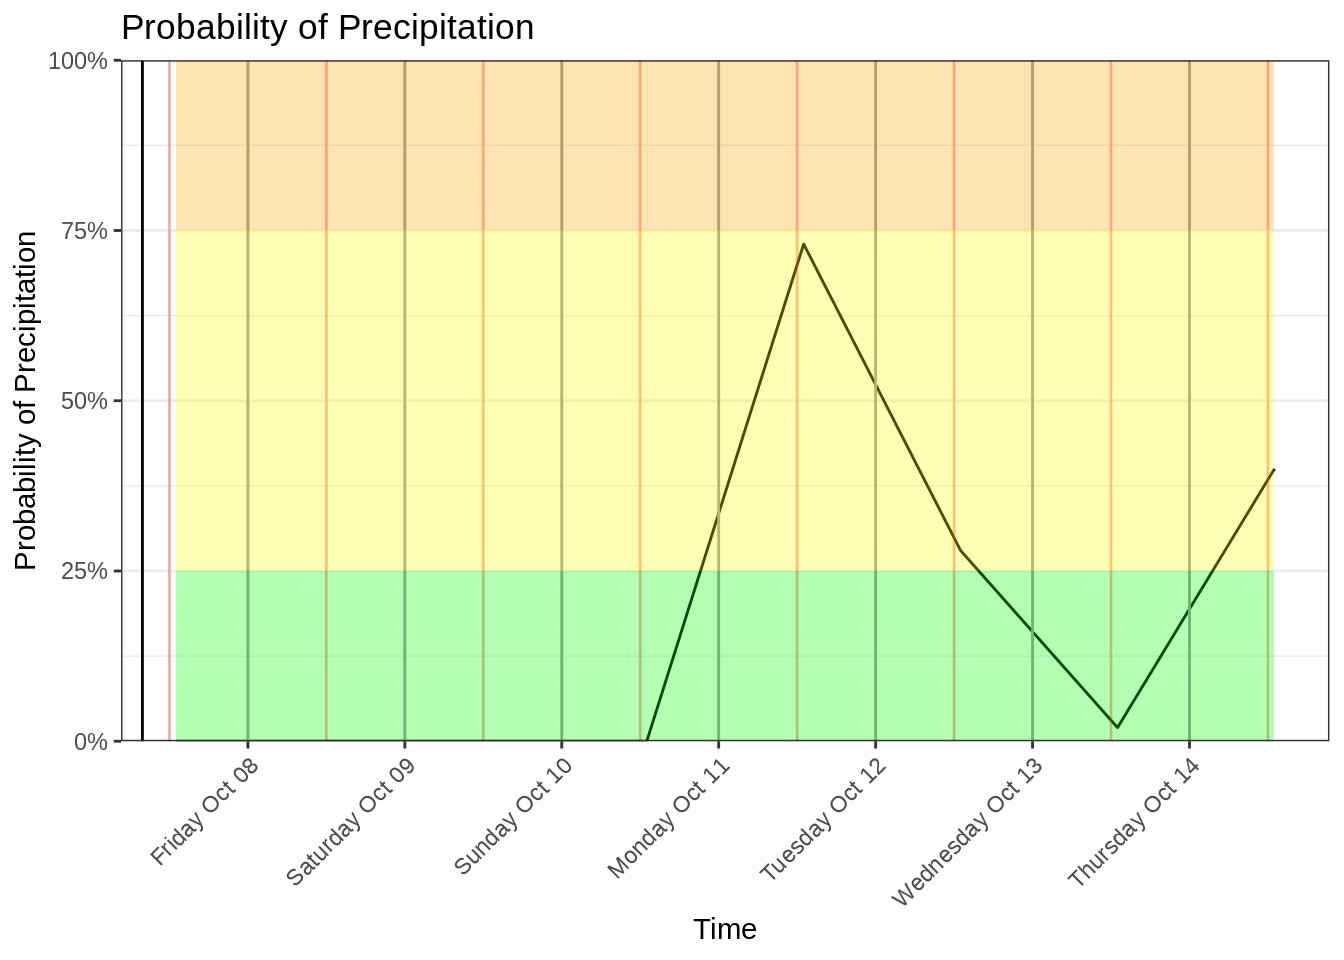 Probability of Precipitation
Probability of Precipitation
100%
75%
50%
25%
0%
Friday Oct 08
Saturday Oct 09
Sunday Oct 10
Monday Oct 11
Tuesday Oct 12
Wednesday Oct 13
Thursday Oct 14
Time